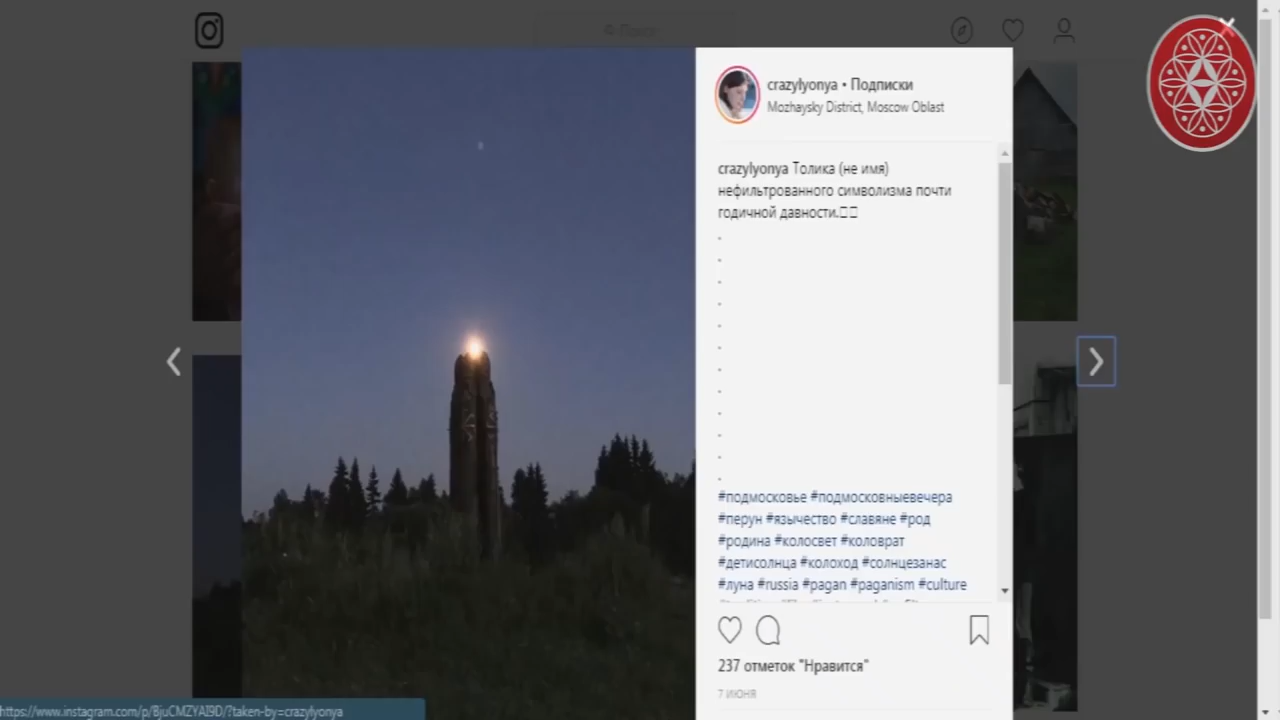 Поиск
crazylyonya • Подписки
Mozhaysky District, Moscow Oblast
crazylyonya Толика (не имя)
нефильтрованного символизма почти
годичной давности.
.
.
.
.
.
.
.
.
.
.
.
.
#подмосковье #подмосковныевечера
#перун #язычество #славяне #род
#родина #колосвет #коловрат
#детисолнца #колоход #солнцезанас
#луна #russia #pagan #paganism #culture
237 отметок "Нравится"
7 ИЮНЯ
https://www.instagram.com/p/BjuCMZYAI9D/?taken-by=crazylyonya